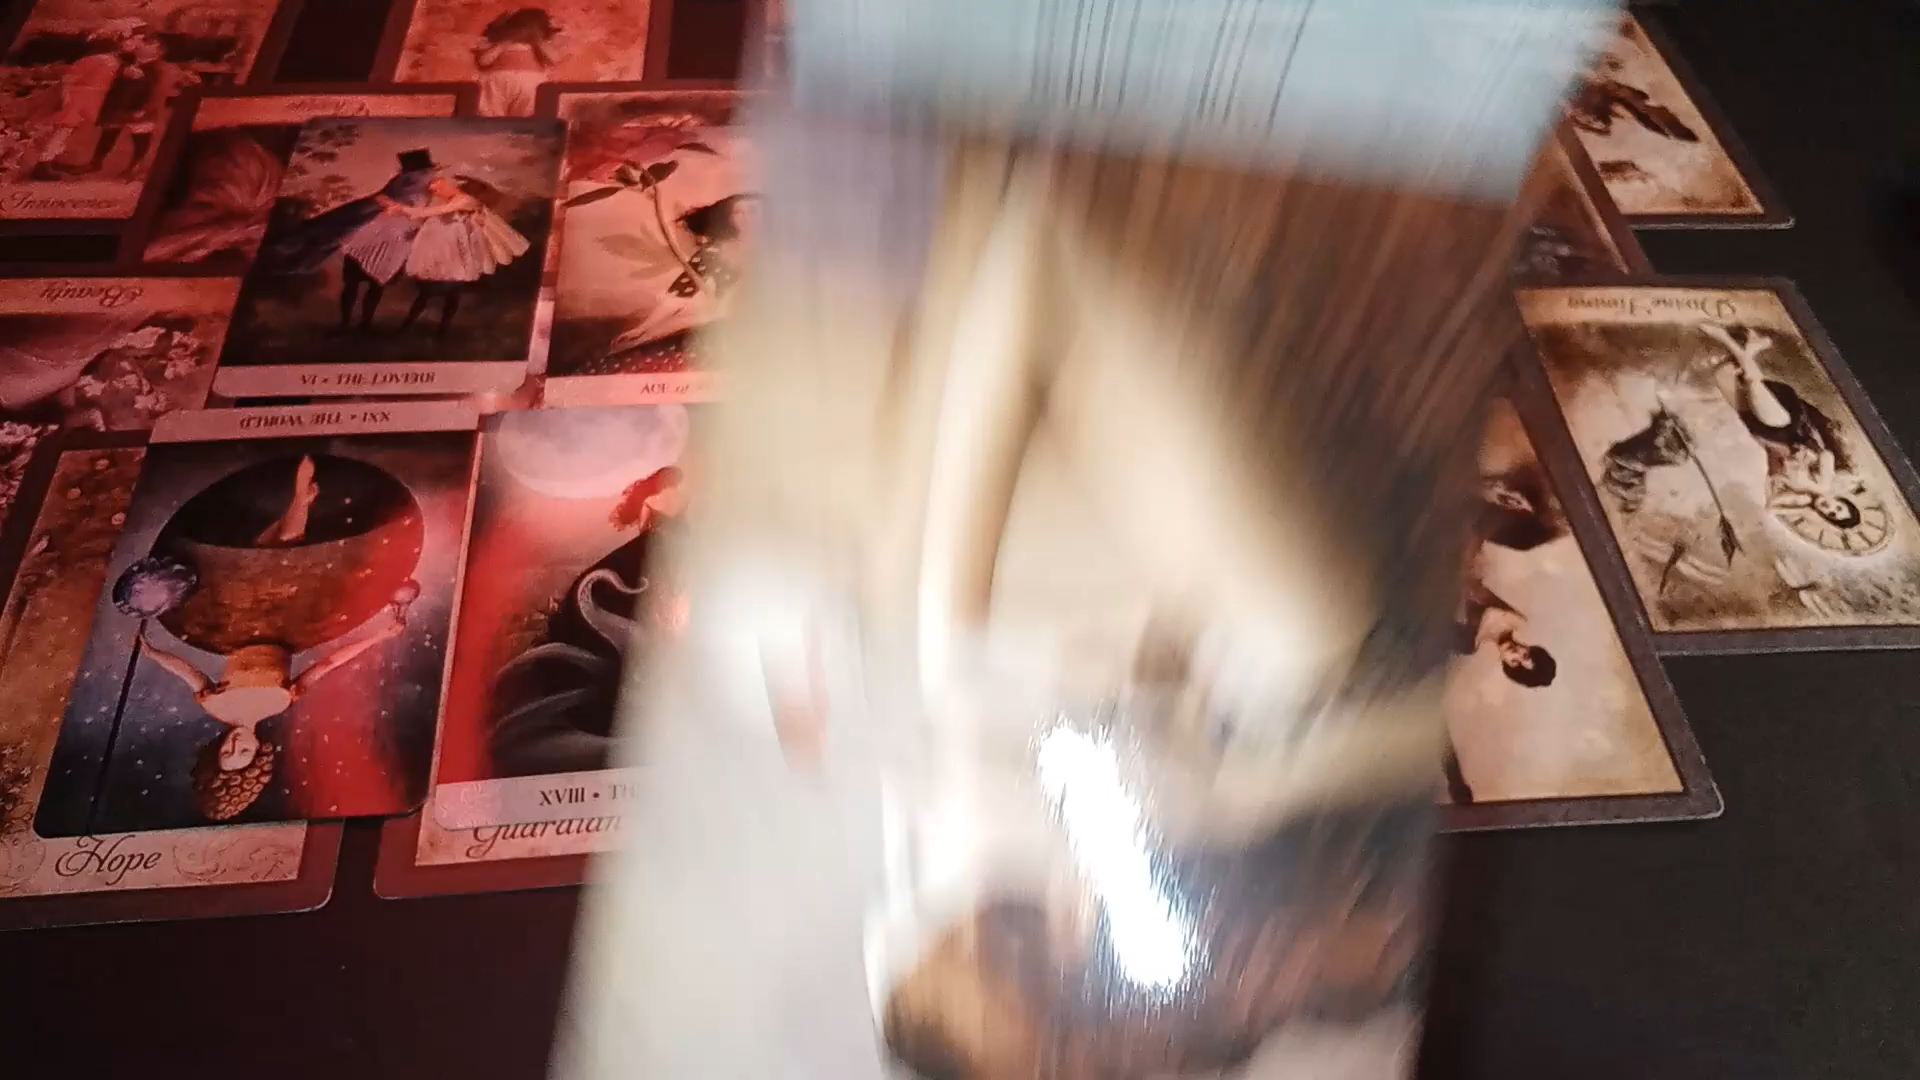 Innocence
Beauty
VI • THE LOVERS
ACE of
XXI • THE WORLD
Divine Timing
XVIII • TH
Guardian
Hope